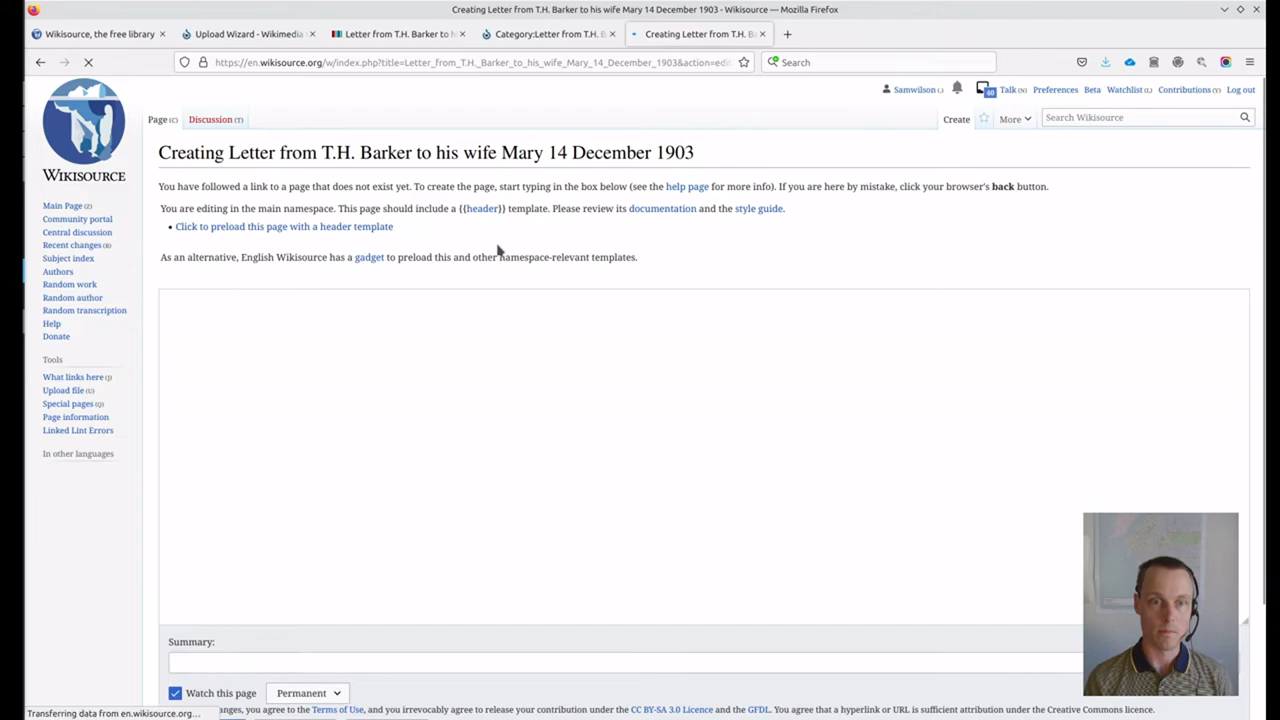 Creating Letter from T.H. Barker to his wife Mary 14 December 1903 - Wikisource — Mozilla Firefox
Wikisource, the free library
Upload Wizard - Wikimedia
Letter from T.H. Barker to h
Category:Letter from T.H. B
Creating Letter from T.H. Ba
https://en.wikisource.org/w/index.php?title=Letter_from_T.H._Barker_to_his_wife_Mary_14_December_1903&action=edi
Search
Samwilson (.)
40
Talk (N)
Preferences
Beta
Watchlist (L)
Contributions (Y)
Log out
Page (C)
Discussion (T)
Create
More
Search Wikisource
WIKISOURCE
Creating Letter from T.H. Barker to his wife Mary 14 December 1903
You have followed a link to a page that does not exist yet. To create the page, start typing in the box below (see the help page for more info). If you are here by mistake, click your browser's back button.
You are editing in the main namespace. This page should include a {{header}} template. Please review its documentation and the style guide.
• Click to preload this page with a header template
As an alternative, English Wikisource has a gadget to preload this and other namespace-relevant templates.
Main Page (Z)
Community portal
Central discussion
Recent changes (R)
Subject index
Authors
Random work
Random author
Random transcription
Help
Donate
Tools
What links here (J)
Upload file (U)
Special pages (Q)
Page information
Linked Lint Errors
In other languages
Summary:
Watch this page
Permanent
anges, you agree to the Terms of Use, and you irrevocably agree to release your contribution under the CC BY-SA 3.0 Licence and the GFDL. You agree that a hyperlink or URL is sufficient attribution under the Creative Commons licence.
Transferring data from en.wikisource.org...